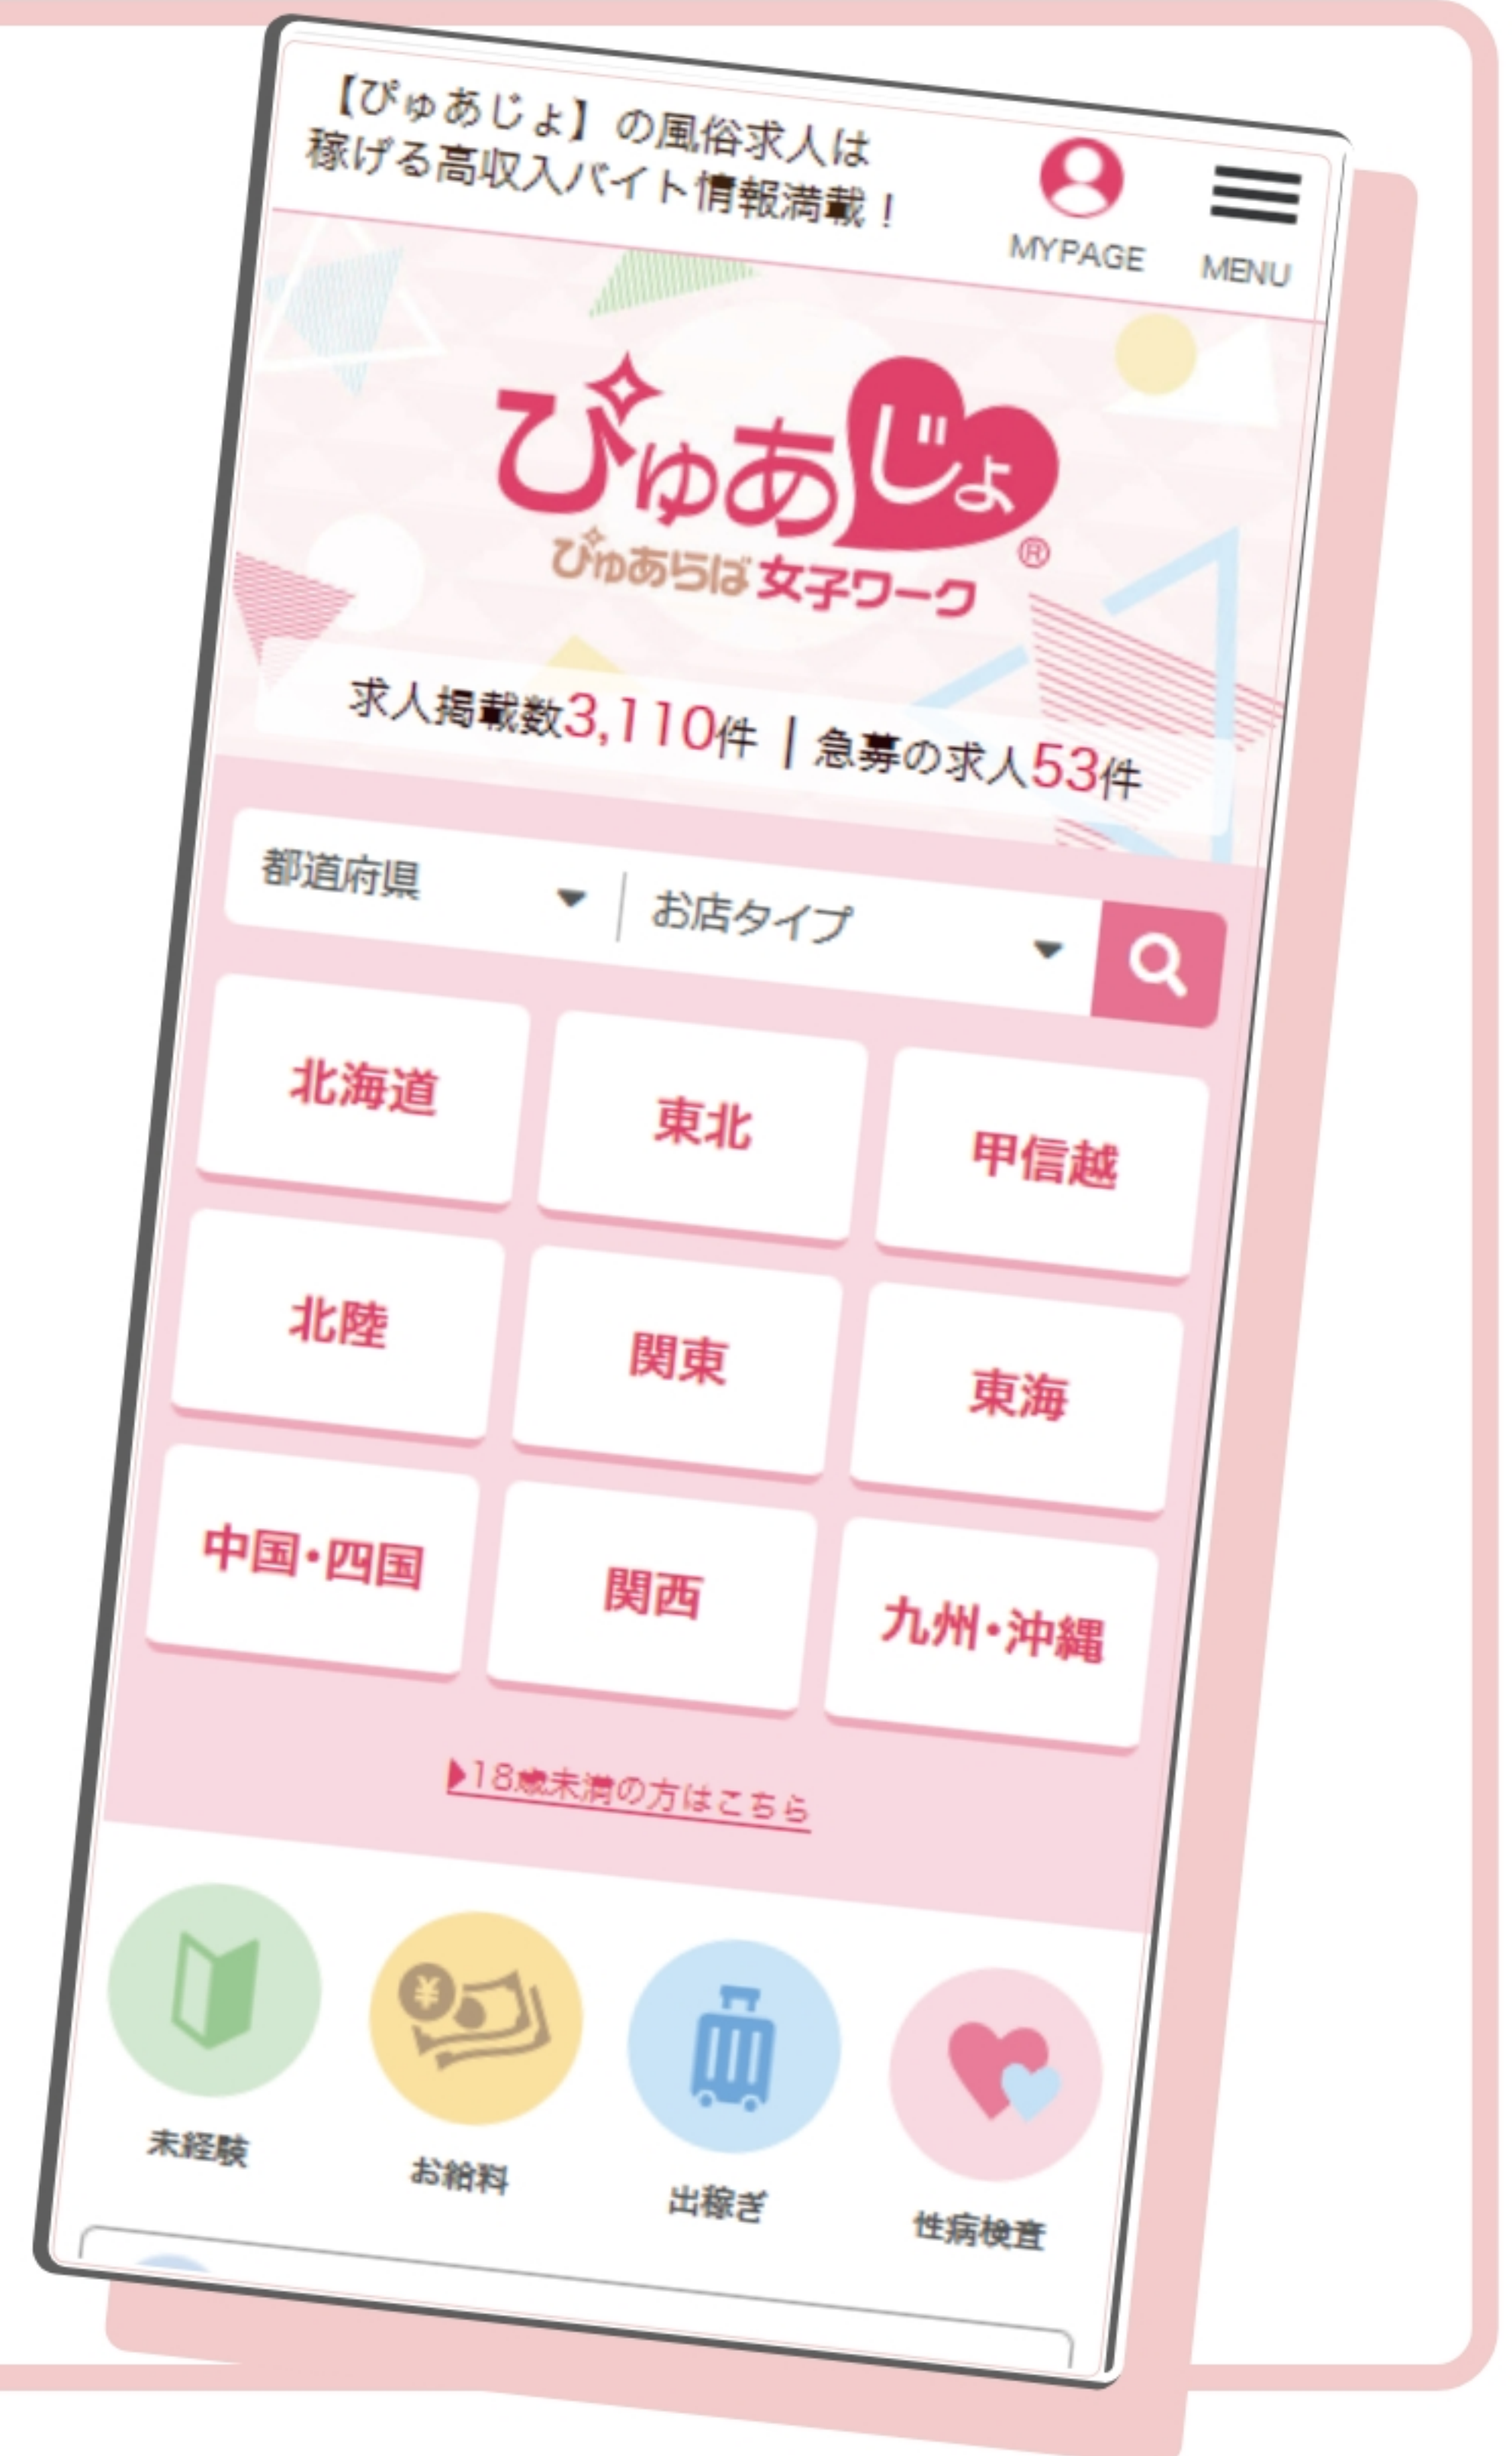 【ぴゅあじょ】の風俗求人は
稼げる高収入バイト情報満載！
MYPAGE
MENU
ぴゅあじょ®
ぴゅあらば女子ワーク
求人掲載数3,110件 | 急募の求人53件
都道府県
お店タイプ
北海道
東北
甲信越
北陸
関東
東海
中国・四国
関西
九州・沖縄
18歳未満の方はこちら
¥
未経験
お給料
出稼ぎ
性病検査